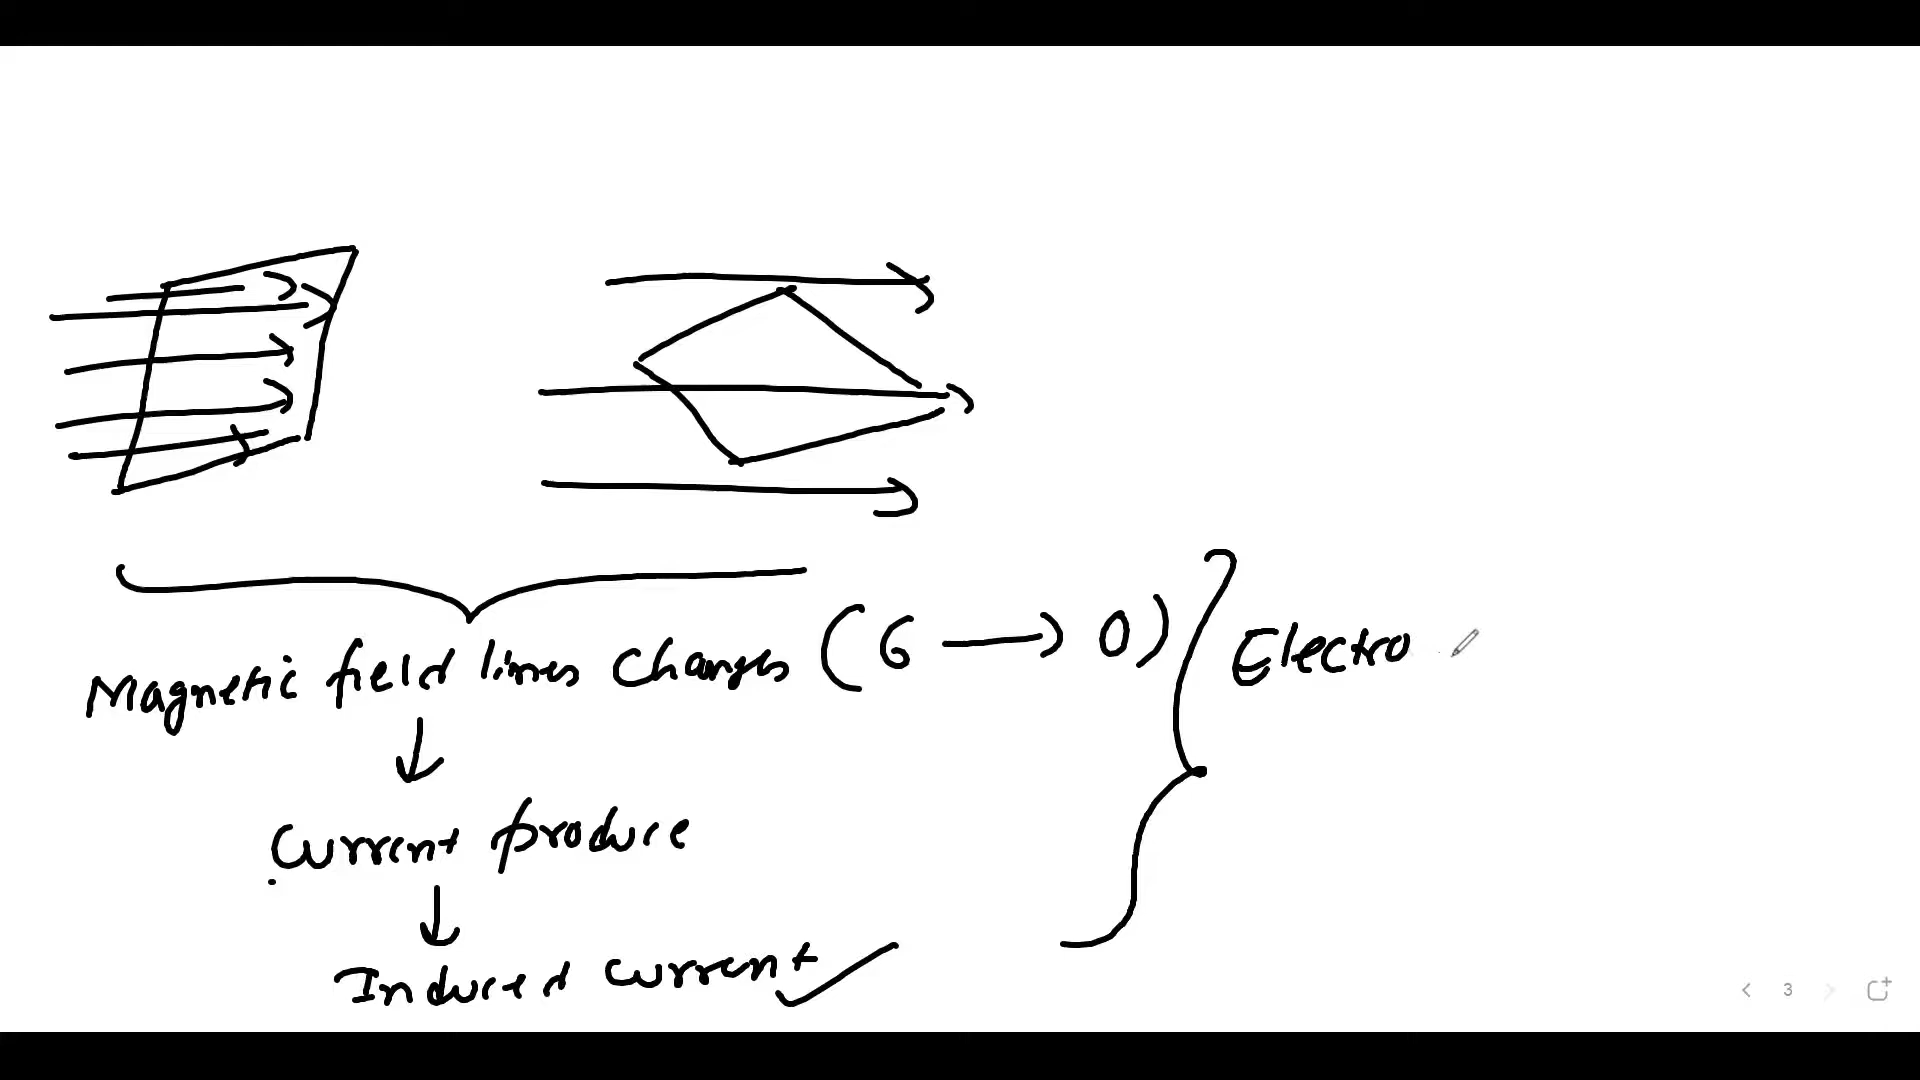 Magnetic field lines changes (6 → 0)
Electro
↓
Current produce
↓
Induced current ✓
3